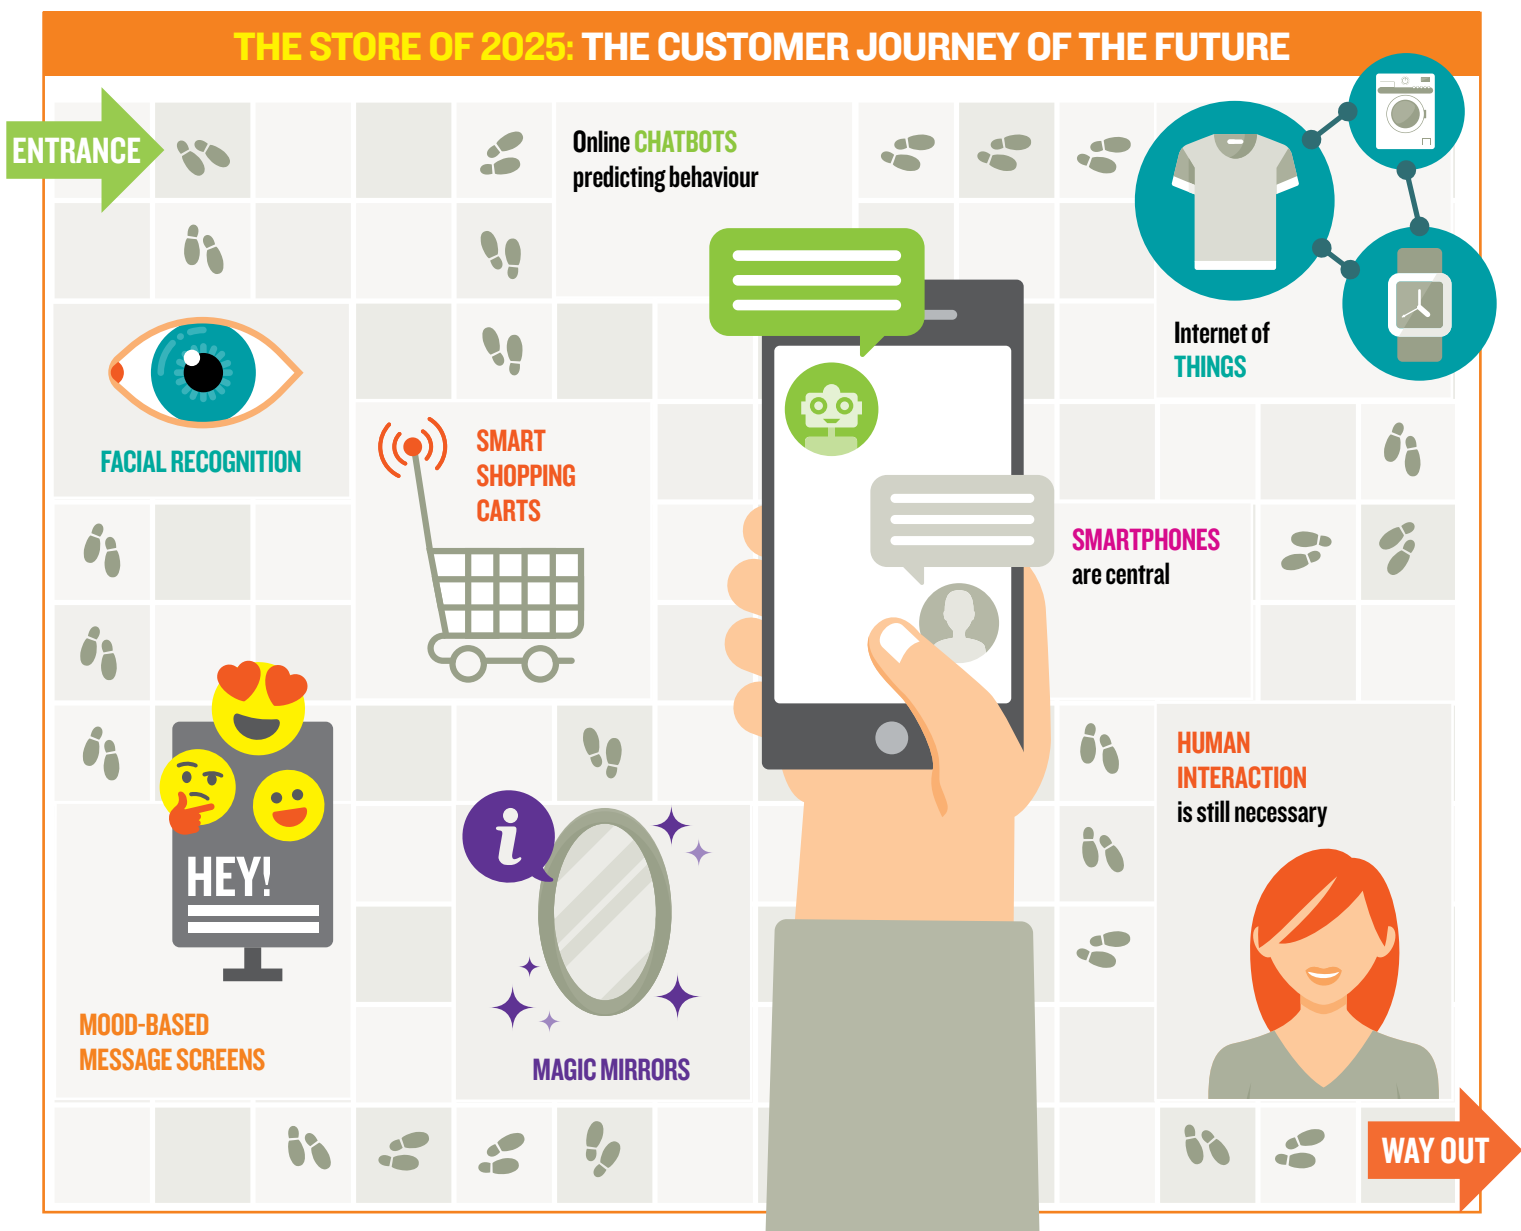 THE STORE OF 2025: THE CUSTOMER JOURNEY OF THE FUTURE
ENTRANCE
Online CHATBOTS
predicting behaviour
Internet of
THINGS
FACIAL RECOGNITION
SMART
SHOPPING
CARTS
SMARTPHONES
are central
HEY!
MOOD-BASED
MESSAGE SCREENS
i
MAGIC MIRRORS
HUMAN
INTERACTION
is still necessary
WAY OUT